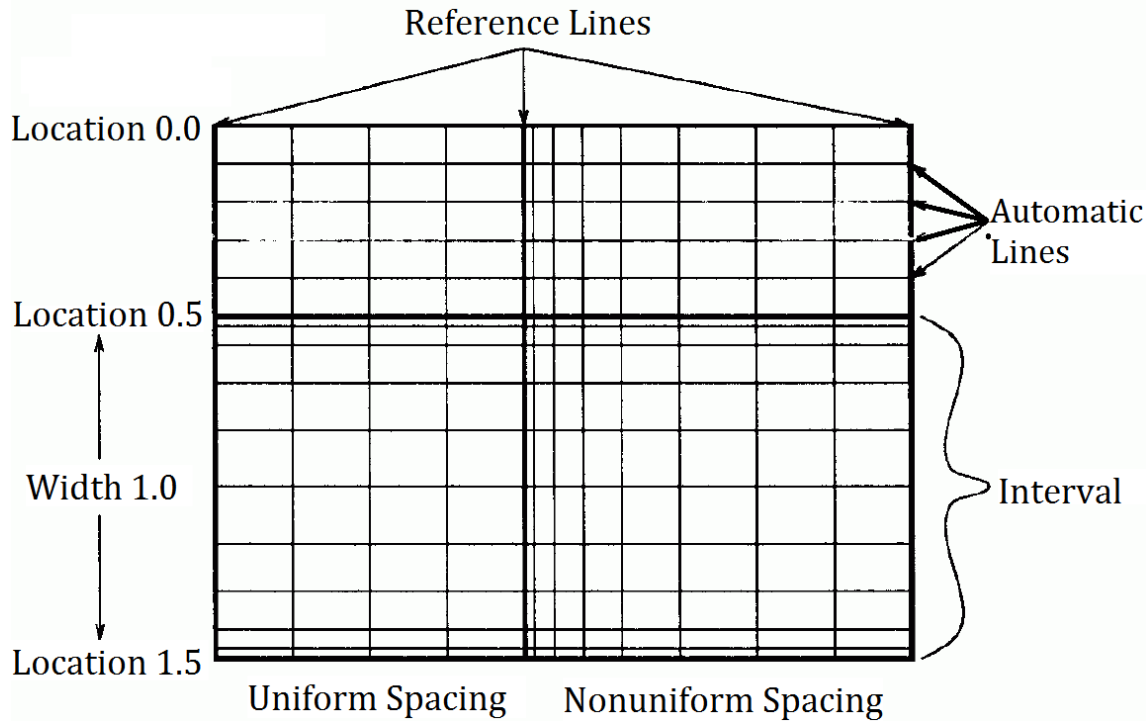 Reference Lines
Location 0.0
Automatic
Lines
Location 0.5
Width 1.0
Interval
Location 1.5
Uniform Spacing
Nonuniform Spacing